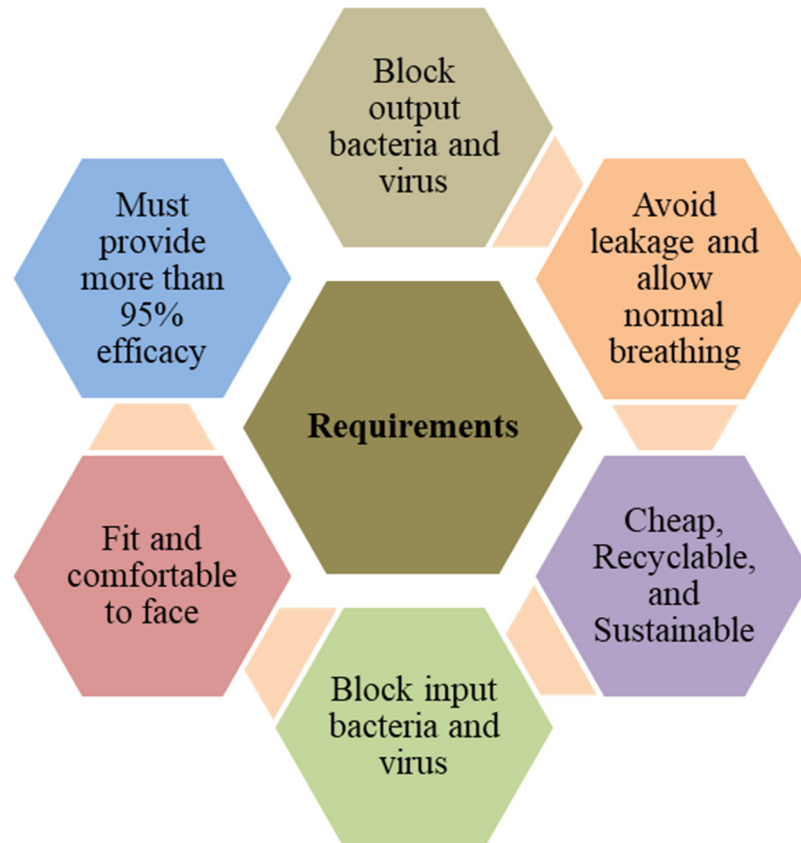 Block
output
bacteria and
virus
Must
provide
more than
95%
efficacy
Avoid
leakage and
allow
normal
breathing
Requirements
Fit and
comfortable
to face
Cheap,
Recyclable,
and
Sustainable
Block input
bacteria and
virus